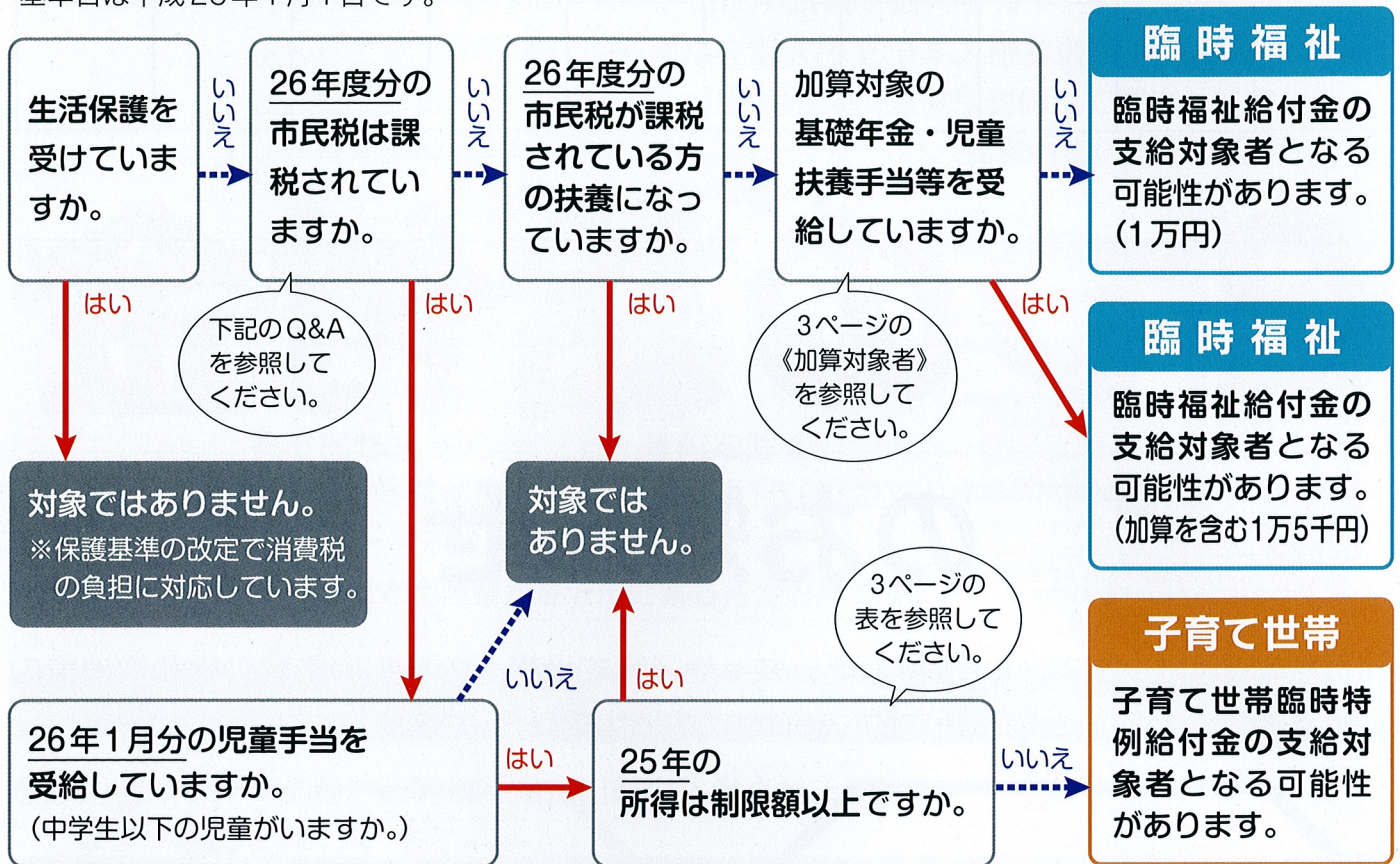 生活保護を
受けていま
すか。
いいえ
はい
26年度分の
市民税は課
税されてい
ますか。
いいえ
はい
下記のQ&A
を参照して
ください。
26年度分の
市民税が課税
されている方
の扶養になっ
ていますか。
いいえ
はい
加算対象の
基礎年金・児童
扶養手当等を受
給していますか。
いいえ
はい
3ページの
《加算対象者》
を参照して
ください。
臨時福祉
臨時福祉給付金の
支給対象者となる
可能性があります。
(1万円)
臨時福祉
臨時福祉給付金の
支給対象者となる
可能性があります。
(加算を含む1万5千円)
対象ではありません。
※保護基準の改定で消費税
の負担に対応しています。
対象では
ありません。
26年1月分の児童手当を
受給していますか。
(中学生以下の児童がいますか。)
いいえ
はい
25年の
所得は制限額以上ですか。
はい
いいえ
3ページの
表を参照して
ください。
子育て世帯
子育て世帯臨時特
例給付金の支給対
象者となる可能性
があります。